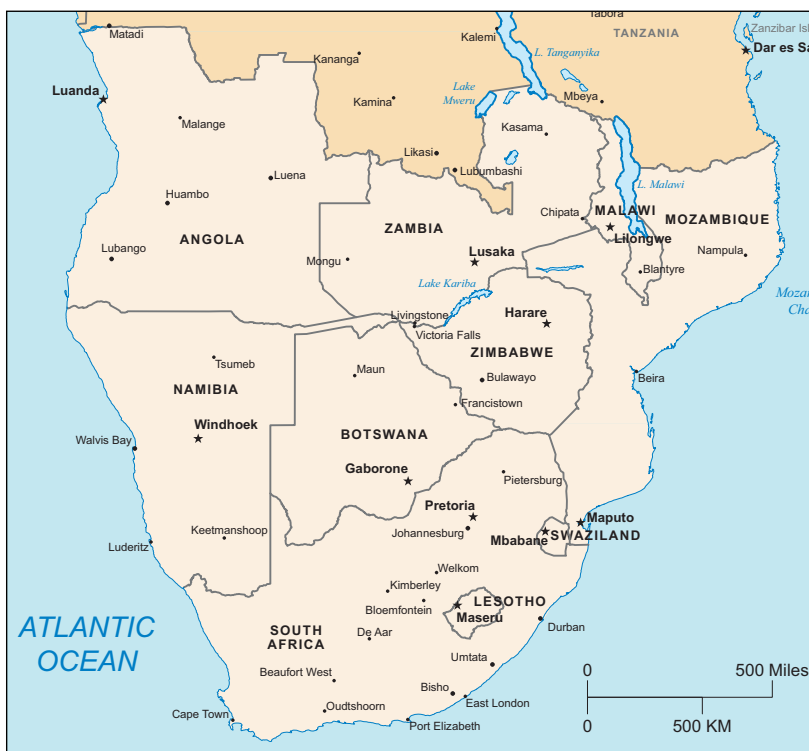 Matadi
Kananga
Kalemi
Tabora
Zanzibar Isl
TANZANIA
L. Tanganyika
Dar es Sa
Luanda
Lake
Mweru
Mbeya
Kamina
Malange
Kasama
Likasi
Lubumbashi
Luena
L. Malawi
Huambo
Chipata
MALAWI
MOZAMBIQUE
ANGOLA
ZAMBIA
Lilongwe
Lubango
Mongu
Lusaka
Nampula
Blantyre
Lake Kariba
Mozam
Cha
Livingstone
Harare
Victoria Falls
ZIMBABWE
Tsumeb
Maun
Bulawayo
Beira
NAMIBIA
Francistown
Windhoek
BOTSWANA
Walvis Bay
Gaborone
Pietersburg
Pretoria
Maputo
Keetmanshoop
Johannesburg
Mbabane
SWAZILAND
Luderitz
Welkom
Kimberley
LESOTHO
Bloemfontein
Maseru
ATLANTIC
OCEAN
SOUTH
AFRICA
De Aar
Durban
Umtata
0
500 Miles
Beaufort West
Bisho
East London
Cape Town
Oudtshoorn
Port Elizabeth
0
500 KM